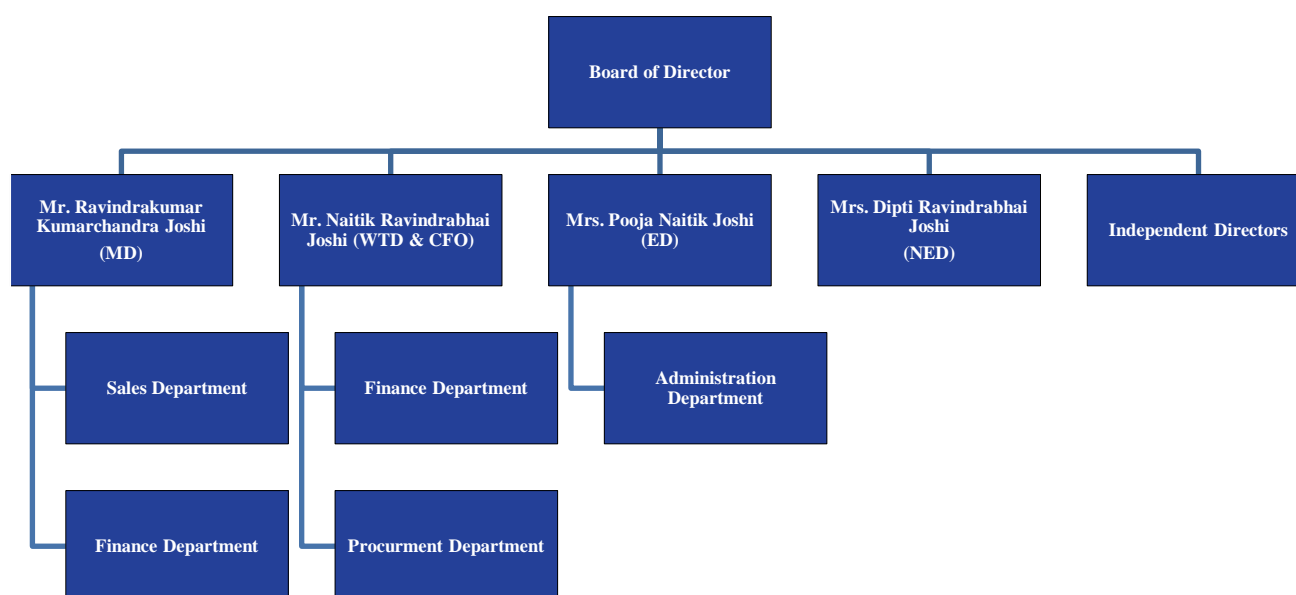 Board of Director
Mr. Ravindrakumar
Kumarchandra Joshi
(MD)
Mr. Naitik Ravindrabhai
Joshi (WTD & CFO)
Mrs. Pooja Naitik Joshi
(ED)
Mrs. Dipti Ravindrabhai
Joshi
(NED)
Independent Directors
Sales Department
Finance Department
Administration
Department
Finance Department
Procurment Department